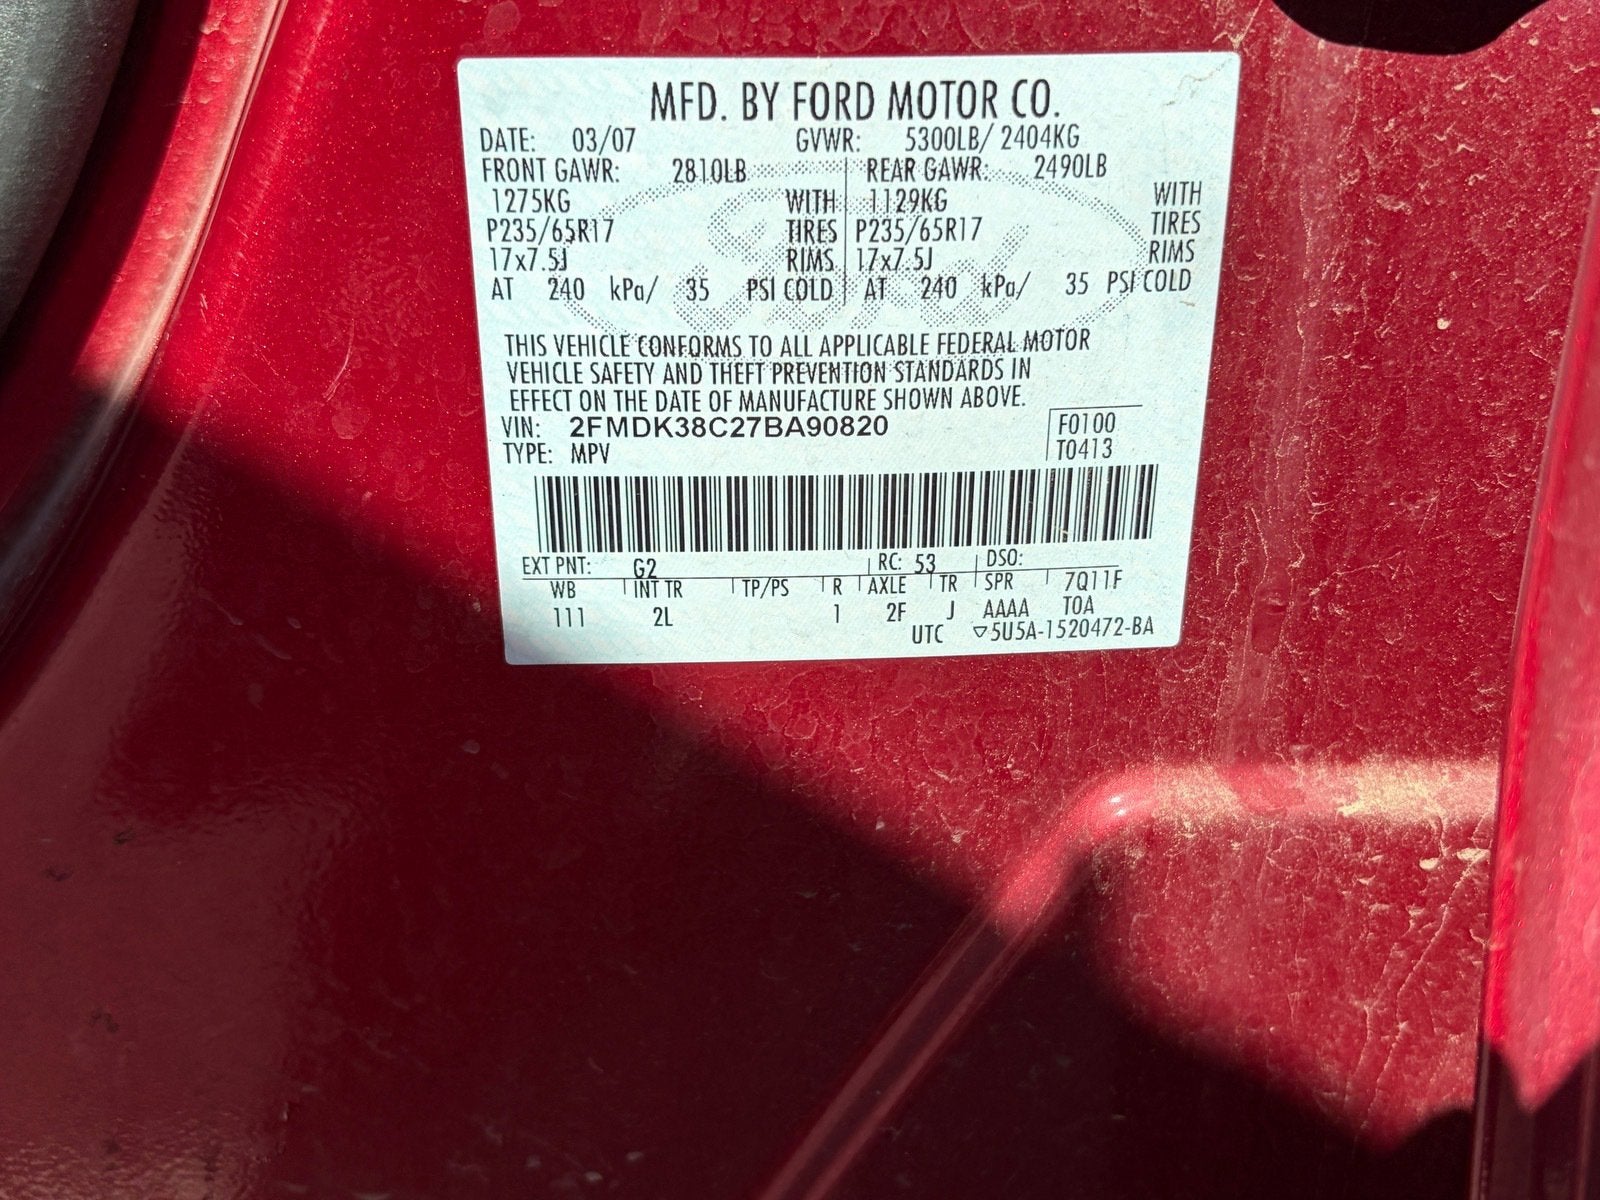 MFD. BY FORD MOTOR CO.
DATE: 03/07 GVWR: 5300LB/ 2404KG
FRONT GAWR: 2810LB REAR GAWR: 2490LB
1275KG WITH 1129KG WITH
P235/65R17 TIRES P235/65R17 TIRES
17x7.5J RIMS 17x7.5J RIMS
AT 240 kPa/ 35 PSI COLD AT 240 kPa/ 35 PSI COLD
THIS VEHICLE CONFORMS TO ALL APPLICABLE FEDERAL MOTOR
VEHICLE SAFETY AND THEFT PREVENTION STANDARDS IN
EFFECT ON THE DATE OF MANUFACTURE SHOWN ABOVE.
VIN: 2FMDK38C27BA90820 F0100
TYPE: MPV T0413
EXT PNT: G2 RC: 53 DSO:
WB INT TR TP/PS R AXLE TR SPR 7Q11F
111 2L 1 2F J AAAA TOA
UTC ▽5U5A-1520472-BA